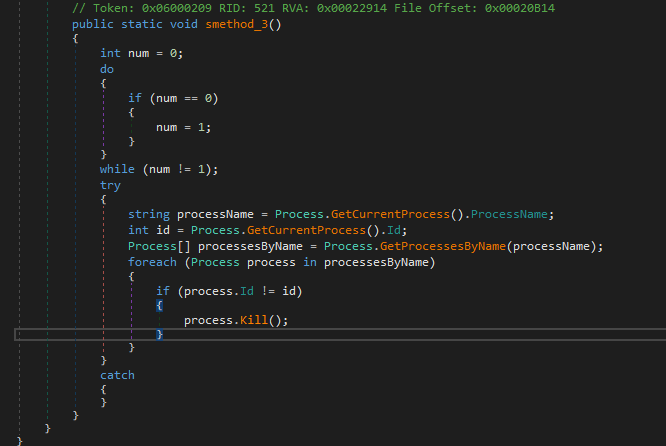 // Token: 0x06000209 RID: 521 RVA: 0x00022914 File Offset: 0x00020B14
public static void smethod_3()
{
int num = 0;
do
{
if (num == 0)
{
num = 1;
}
}
while (num != 1);
try
{
string processName = Process.GetCurrentProcess().ProcessName;
int id = Process.GetCurrentProcess().Id;
Process[] processesByName = Process.GetProcessesByName(processName);
foreach (Process process in processesByName)
{
if (process.Id != id)
{
process.Kill();
}
}
}
catch
{
}
}
}
}